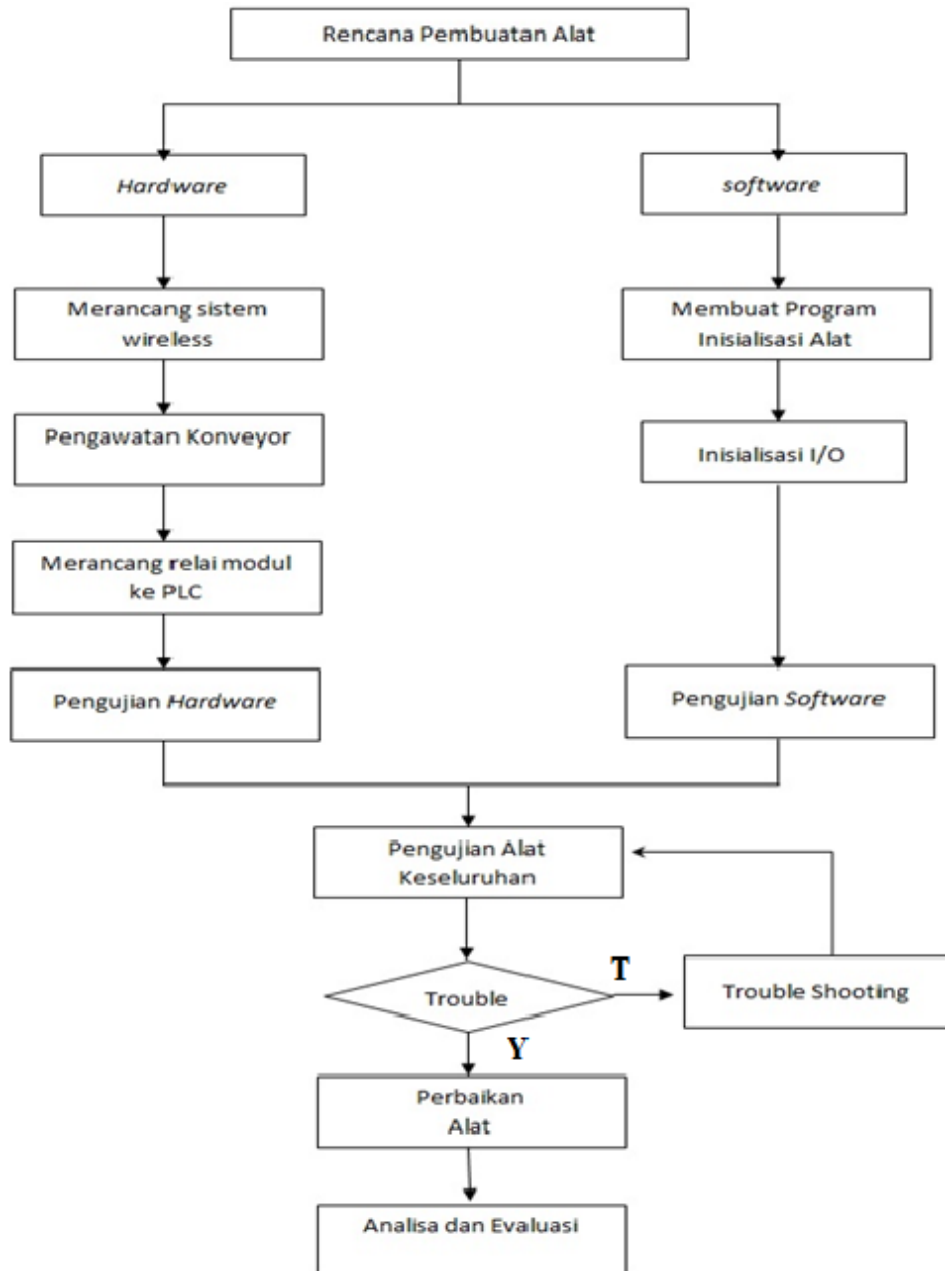 Rencana Pembuatan Alat
Hardware
software
Merancang sistem
wireless
Membuat Program
Inisialisasi Alat
Pengawatan Konveyor
Inisialisasi I/O
Merancang relai modul
ke PLC
Pengujian Hardware
Pengujian Software
Pengujian Alat
Keseluruhan
Trouble
T
Trouble Shooting
Y
Perbaikan
Alat
Analisa dan Evaluasi